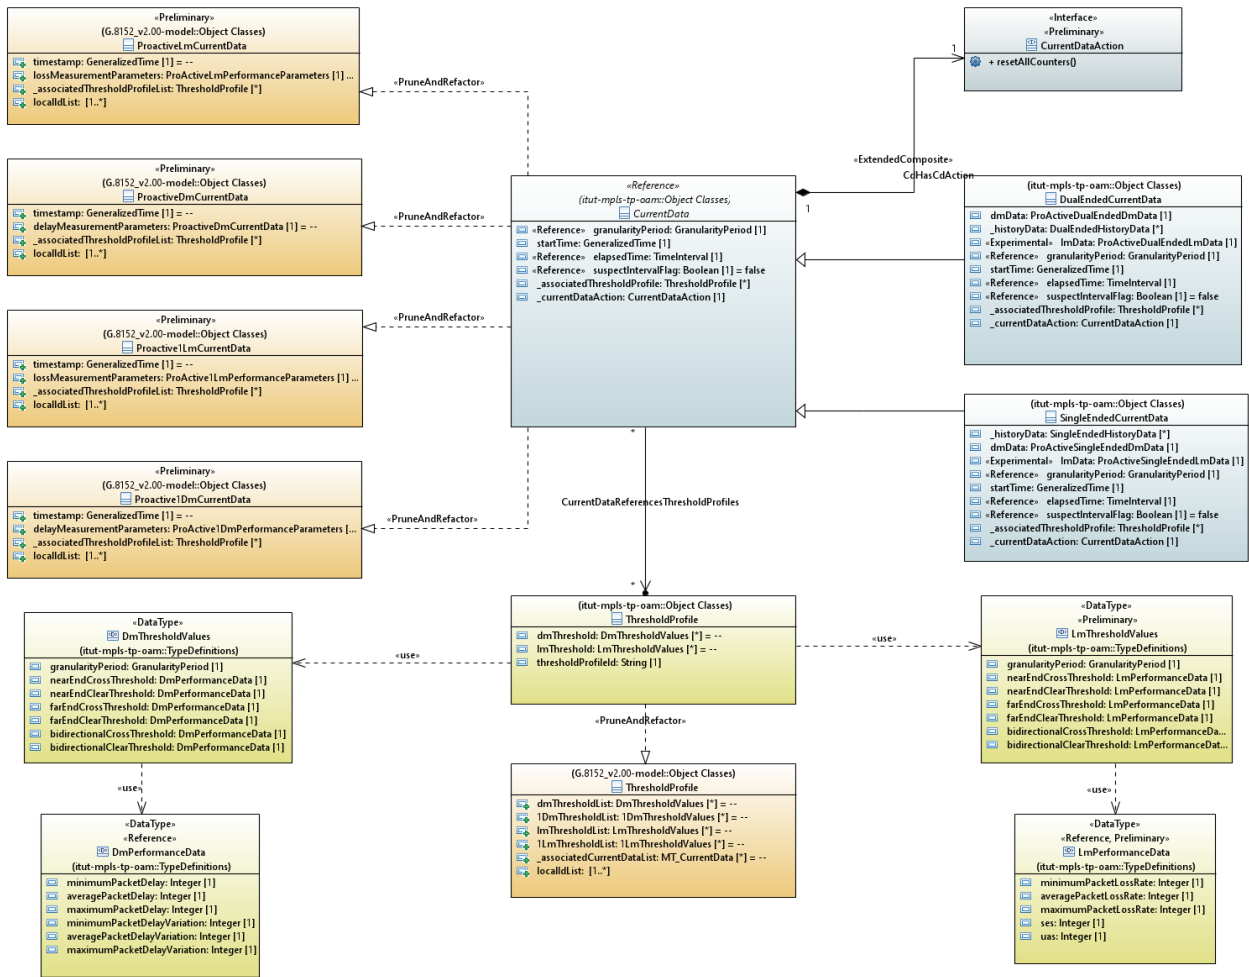 «Preliminary»
(G.8152_v2.00-model::Object Classes)
ProactiveLmCurrentData
timestamp: GeneralizedTime [1] = --
lossMeasurementParameters: ProActiveLmPerformanceParameters [1] ...
_associatedThresholdProfileList: ThresholdProfile [*]
localIdList:  [1..*]
«PruneAndRefactor»
«Interface»
«Preliminary»
CurrentDataAction
+ resetAllCounters()
1
«ExtendedComposite»
CdHasCdAction
1
«Preliminary»
(G.8152_v2.00-model::Object Classes)
ProactiveDmCurrentData
timestamp: GeneralizedTime [1] = --
delayMeasurementParameters: ProactiveDmCurrentData [1] = --
_associatedThresholdProfileList: ThresholdProfile [*]
localIdList:  [1..*]
«PruneAndRefactor»
«Reference»
(itut-mpls-tp-oam::Object Classes)
CurrentData
«Reference»  granularityPeriod: GranularityPeriod [1]
startTime: GeneralizedTime [1]
«Reference»  elapsedTime: TimeInterval [1]
«Reference»  suspectIntervalFlag: Boolean [1] = false
_associatedThresholdProfile: ThresholdProfile [*]
_currentDataAction: CurrentDataAction [1]
(itut-mpls-tp-oam::Object Classes)
DualEndedCurrentData
dmData: ProActiveDualEndedDmData [1]
_historyData: DualEndedHistoryData [*]
«Experimental»  lmData: ProActiveDualEndedLmData [1]
«Reference»  granularityPeriod: GranularityPeriod [1]
startTime: GeneralizedTime [1]
«Reference»  elapsedTime: TimeInterval [1]
«Reference»  suspectIntervalFlag: Boolean [1] = false
_associatedThresholdProfile: ThresholdProfile [*]
_currentDataAction: CurrentDataAction [1]
«Preliminary»
(G.8152_v2.00-model::Object Classes)
Proactive1LmCurrentData
timestamp: GeneralizedTime [1] = --
lossMeasurementParameters: ProActive1LmPerformanceParameters [1] ...
_associatedThresholdProfileList: ThresholdProfile [*]
localIdList:  [1..*]
«PruneAndRefactor»
(itut-mpls-tp-oam::Object Classes)
SingleEndedCurrentData
_historyData: SingleEndedHistoryData [*]
dmData: ProActiveSingleEndedDmData [1]
«Experimental»  lmData: ProActiveSingleEndedLmData [1]
«Reference»  granularityPeriod: GranularityPeriod [1]
startTime: GeneralizedTime [1]
«Reference»  elapsedTime: TimeInterval [1]
«Reference»  suspectIntervalFlag: Boolean [1] = false
_associatedThresholdProfile: ThresholdProfile [*]
_currentDataAction: CurrentDataAction [1]
«Preliminary»
(G.8152_v2.00-model::Object Classes)
Proactive1DmCurrentData
timestamp: GeneralizedTime [1] = --
delayMeasurementParameters: ProActive1DmPerformanceParameters [...
_associatedThresholdProfileList: ThresholdProfile [*]
localIdList:  [1..*]
«PruneAndRefactor»
*
CurrentDataReferencesThresholdProfiles
*
«DataType»
DmThresholdValues
(itut-mpls-tp-oam::TypeDefinitions)
granularityPeriod: GranularityPeriod [1]
nearEndCrossThreshold: DmPerformanceData [1]
nearEndClearThreshold: DmPerformanceData [1]
farEndCrossThreshold: DmPerformanceData [1]
farEndClearThreshold: DmPerformanceData [1]
bidirectionalCrossThreshold: DmPerformanceData [1]
bidirectionalClearThreshold: DmPerformanceData [1]
«use»
(itut-mpls-tp-oam::Object Classes)
ThresholdProfile
dmThreshold: DmThresholdValues [*] = --
lmThreshold: LmThresholdValues [*] = --
thresholdProfileId: String [1]
«use»
«DataType»
«Preliminary»
LmThresholdValues
(itut-mpls-tp-oam::TypeDefinitions)
granularityPeriod: GranularityPeriod [1]
nearEndCrossThreshold: LmPerformanceData [1]
nearEndClearThreshold: LmPerformanceData [1]
farEndCrossThreshold: LmPerformanceData [1]
farEndClearThreshold: LmPerformanceData [1]
bidirectionalCrossThreshold: LmPerformanceDa...
bidirectionalClearThreshold: LmPerformanceDat...
«PruneAndRefactor»
(G.8152_v2.00-model::Object Classes)
ThresholdProfile
dmThresholdList: DmThresholdValues [*] = --
1DmThresholdList: 1DmThresholdValues [*] = --
lmThresholdList: LmThresholdValues [*] = --
1LmThresholdList: 1LmThresholdValues [*] = --
_associatedCurrentDataList: MT_CurrentData [*] = --
localIdList:  [1..*]
«use»
«DataType»
«Reference»
DmPerformanceData
(itut-mpls-tp-oam::TypeDefinitions)
minimumPacketDelay: Integer [1]
averagePacketDelay: Integer [1]
maximumPacketDelay: Integer [1]
minimumPacketDelayVariation: Integer [1]
averagePacketDelayVariation: Integer [1]
maximumPacketDelayVariation: Integer [1]
«use»
«DataType»
«Reference, Preliminary»
LmPerformanceData
(itut-mpls-tp-oam::TypeDefinitions)
minimumPacketLossRate: Integer [1]
averagePacketLossRate: Integer [1]
maximumPacketLossRate: Integer [1]
ses: Integer [1]
uas: Integer [1]